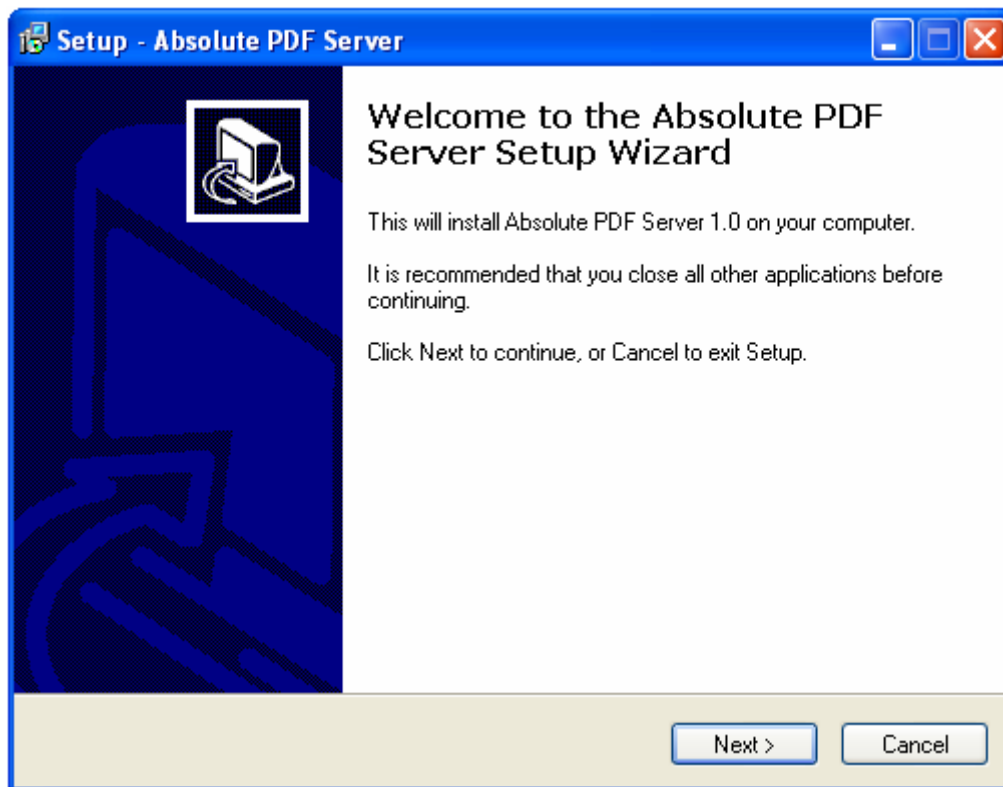 Setup - Absolute PDF Server
Welcome to the Absolute PDF
Server Setup Wizard
This will install Absolute PDF Server 1.0 on your computer.
It is recommended that you close all other applications before
continuing.
Click Next to continue, or Cancel to exit Setup.
Next >
Cancel